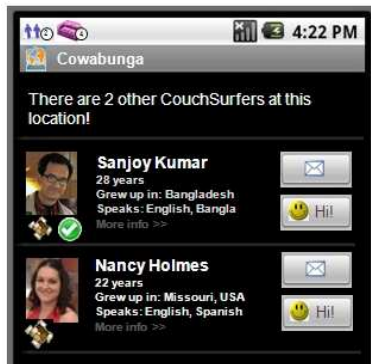 2
4
4:22 PM
Cowabunga
There are 2 other CouchSurfers at this
location!
Sanjoy Kumar
28 years
Grew up in: Bangladesh
Speaks: English, Bangla
More info >>
Hi!
Nancy Holmes
22 years
Grew up in: Missouri, USA
Speaks: English, Spanish
More info >>
Hi!